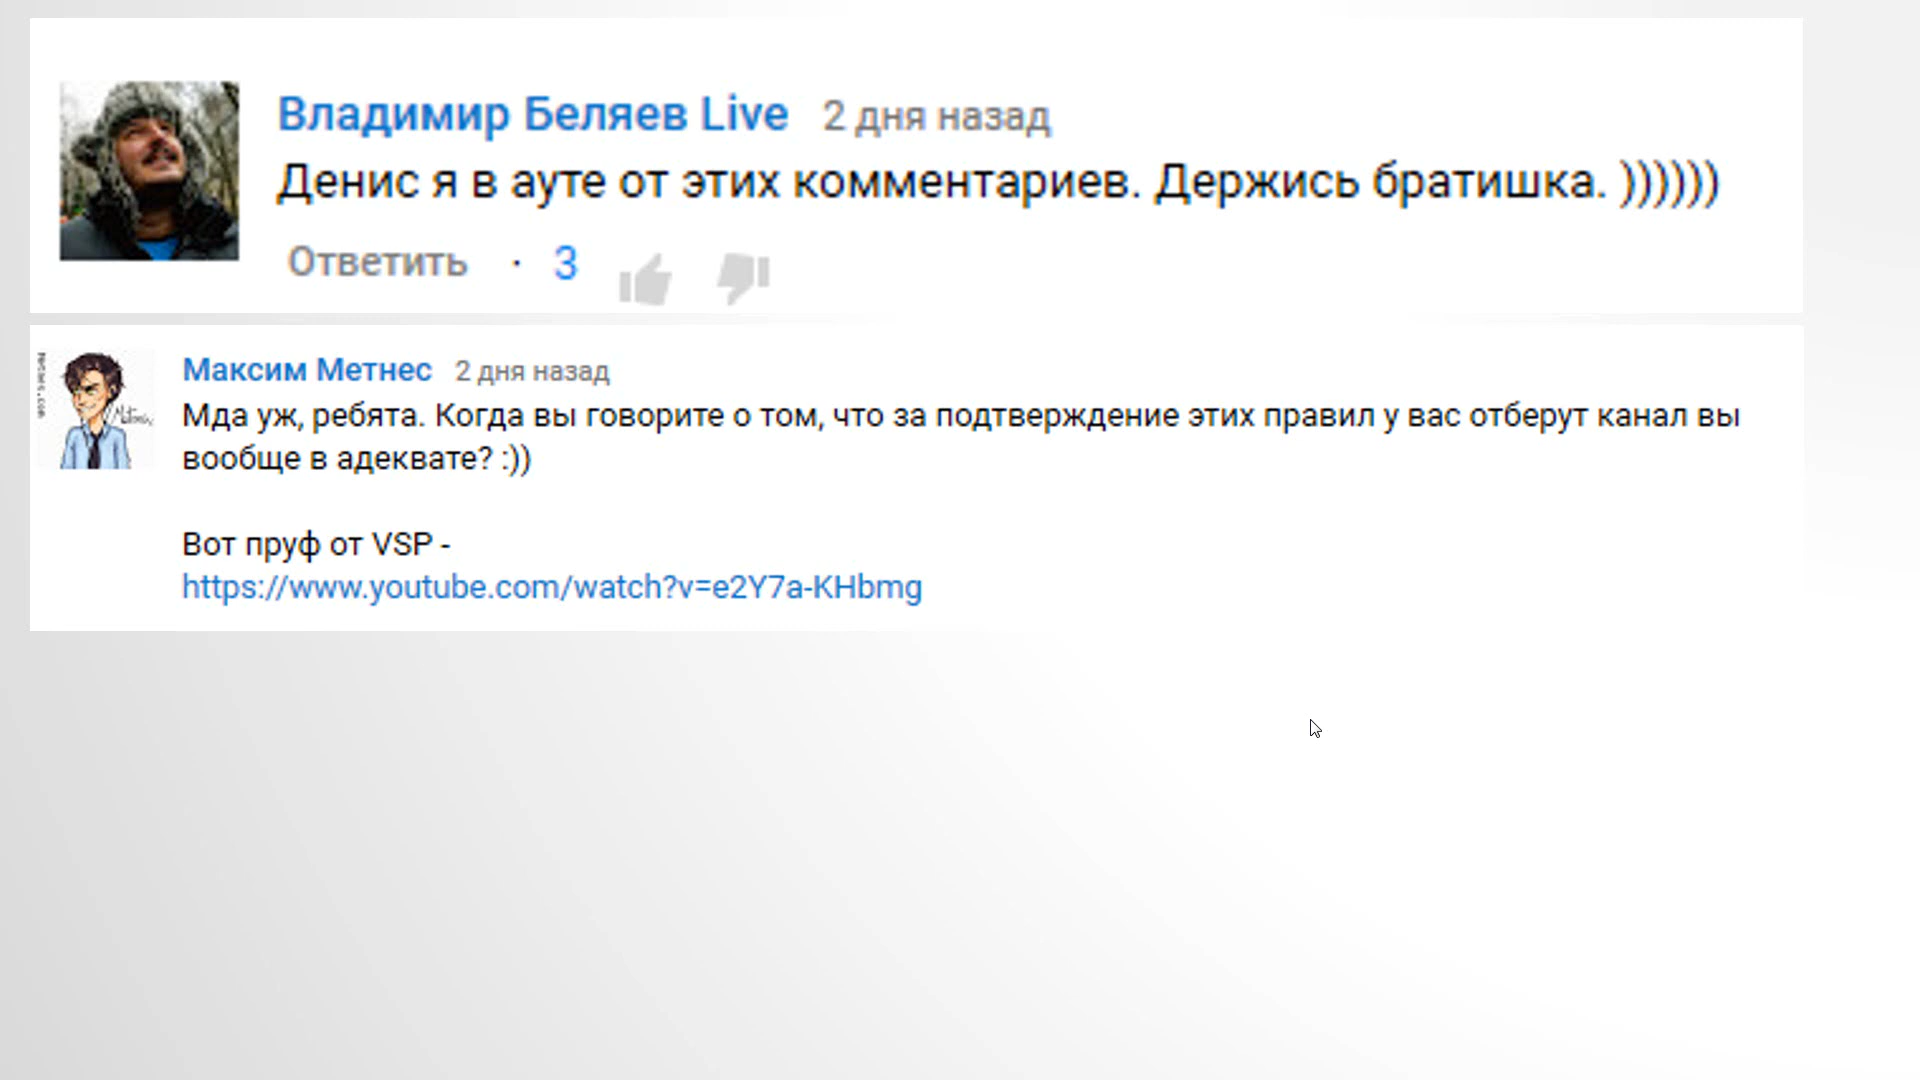 Владимир Беляев Live 2 дня назад
Денис я в ауте от этих комментариев. Держись братишка. ))))))
Ответить · 3
Максим Метнес 2 дня назад
Мда уж, ребята. Когда вы говорите о том, что за подтверждение этих правил у вас отберут канал вы
вообще в адеквате? :))
Вот пруф от VSP -
https://www.youtube.com/watch?v=e2Y7a-KHbmg